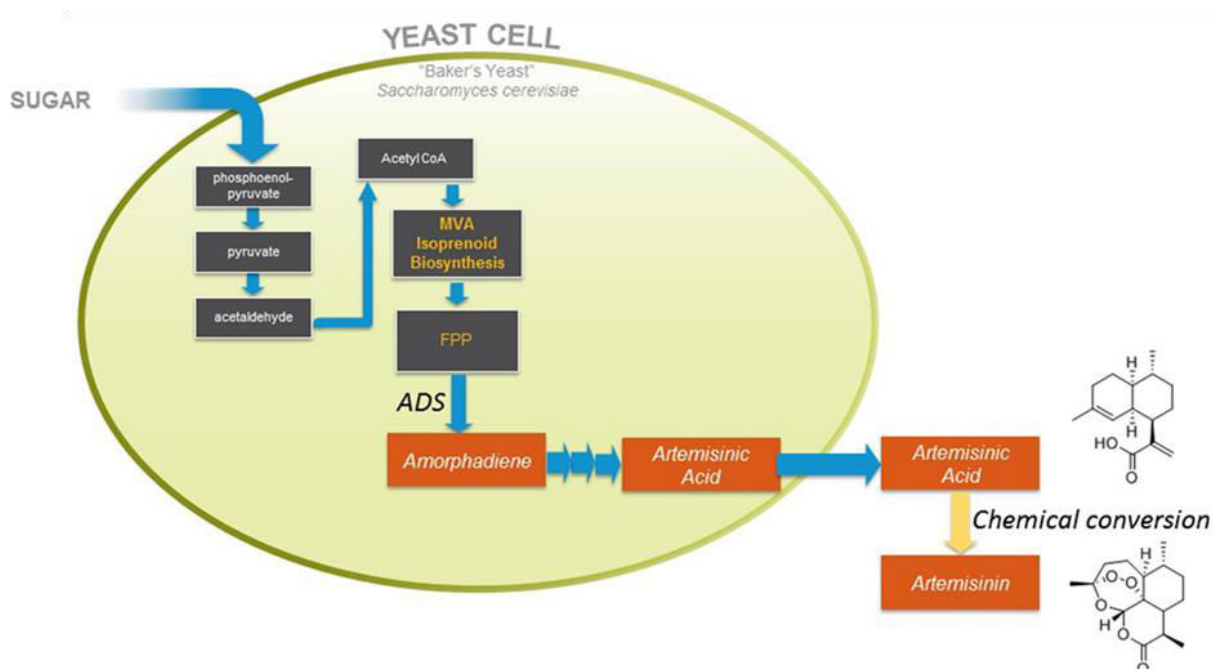 YEAST CELL
"Baker's Yeast"
Saccharomyces cerevisiae
SUGAR
phosphoenol-
pyruvate
pyruvate
acetaldehyde
Acetyl CoA
MVA
Isoprenoid
Biosynthesis
FPP
ADS
Amorphadiene
Artemisinic
Acid
Artemisinic
Acid
Chemical conversion
Artemisinin
H
H
HO
O
H
O
O
O
H
O
O